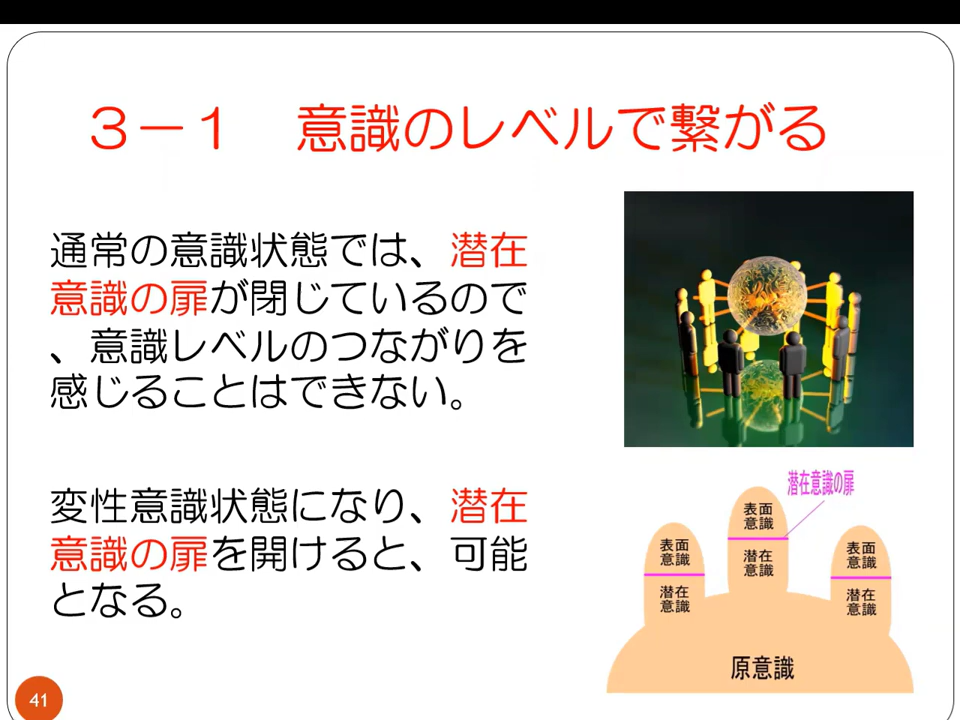 ３－１　意識のレベルで繋がる
通常の意識状態では、潜在
意識の扉が閉じているので
、意識レベルのつながりを
感じることはできない。
変性意識状態になり、潜在
意識の扉を開けると、可能
となる。
潜在意識の扉
表面
意識
潜在
意識
表面
意識
潜在
意識
表面
意識
潜在
意識
原意識
41